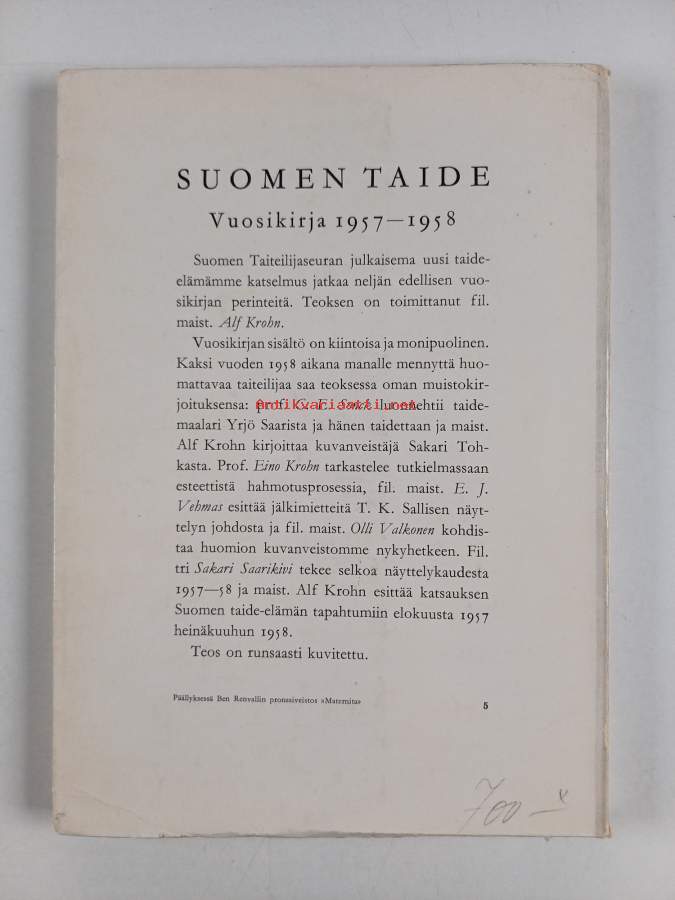 SUOMEN TAIDE
Vuosikirja 1957—1958
Suomen Taiteilijaseuran julkaisema uusi taide-
elämämme katselmus jatkaa neljän edellisen vuo-
sikirjan perinteitä. Teoksen on toimittanut fil.
maist. Alf Krohn.
Vuosikirjan sisältö on kiintoisa ja monipuolinen.
Kaksi vuoden 1958 aikana manalle mennyttä huo-
mattavaa taiteilijaa saa teoksessa oman muistokir-
joituksensa: prof. luonnehtii taide-
antikvariaatti.net
maalari Yrjö Saarista ja hänen taidettaan ja maist.
Alf Krohn kirjoittaa kuvanveistäjä Sakari Toh-
kasta. Prof. Eino Krohn tarkastelee tutkielmassaan
esteettistä hahmotusprosessia, fil. maist. E. J.
Vehmas esittää jälkimietteitä T. K. Sallisen näyt-
telyn johdosta ja fil. maist. Olli Valkonen kohdis-
taa huomion kuvanveistomme nykyhetkeen. Fil.
tri Sakari Saarikivi tekee selkoa näyttelykaudesta
1957—58 ja maist. Alf Krohn esittää katsauksen
Suomen taide-elämän tapahtumiin elokuusta 1957
heinäkuuhun 1958.
Teos on runsaasti kuvitettu.
Päällyksessä Ben Renvallin pronssiveistos »Maternita»
5
700 —